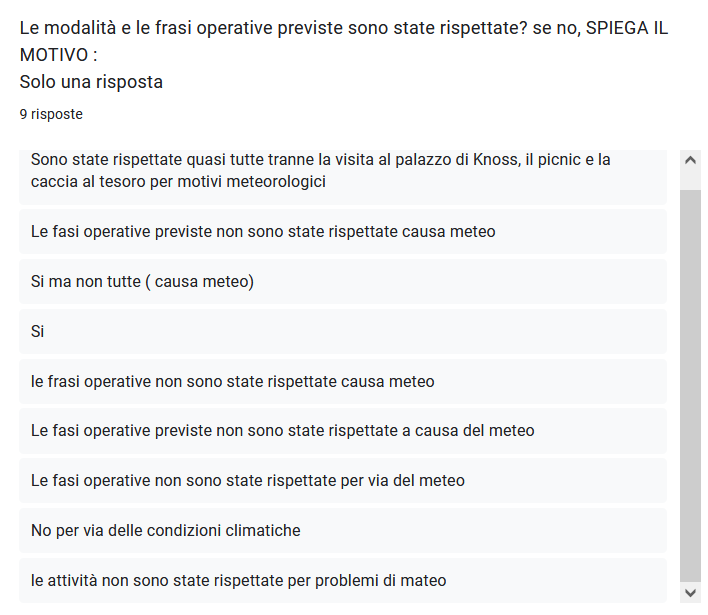 Le modalità e le frasi operative previste sono state rispettate? se no, SPIEGA IL
MOTIVO :
Solo una risposta
9 risposte
Sono state rispettate quasi tutte tranne la visita al palazzo di Knoss, il picnic e la
caccia al tesoro per motivi meteorologici
Le fasi operative previste non sono state rispettate causa meteo
Si ma non tutte ( causa meteo)
Si
le frasi operative non sono state rispettate causa meteo
Le fasi operative previste non sono state rispettate a causa del meteo
Le fasi operative non sono state rispettate per via del meteo
No per via delle condizioni climatiche
le attività non sono state rispettate per problemi di mateo